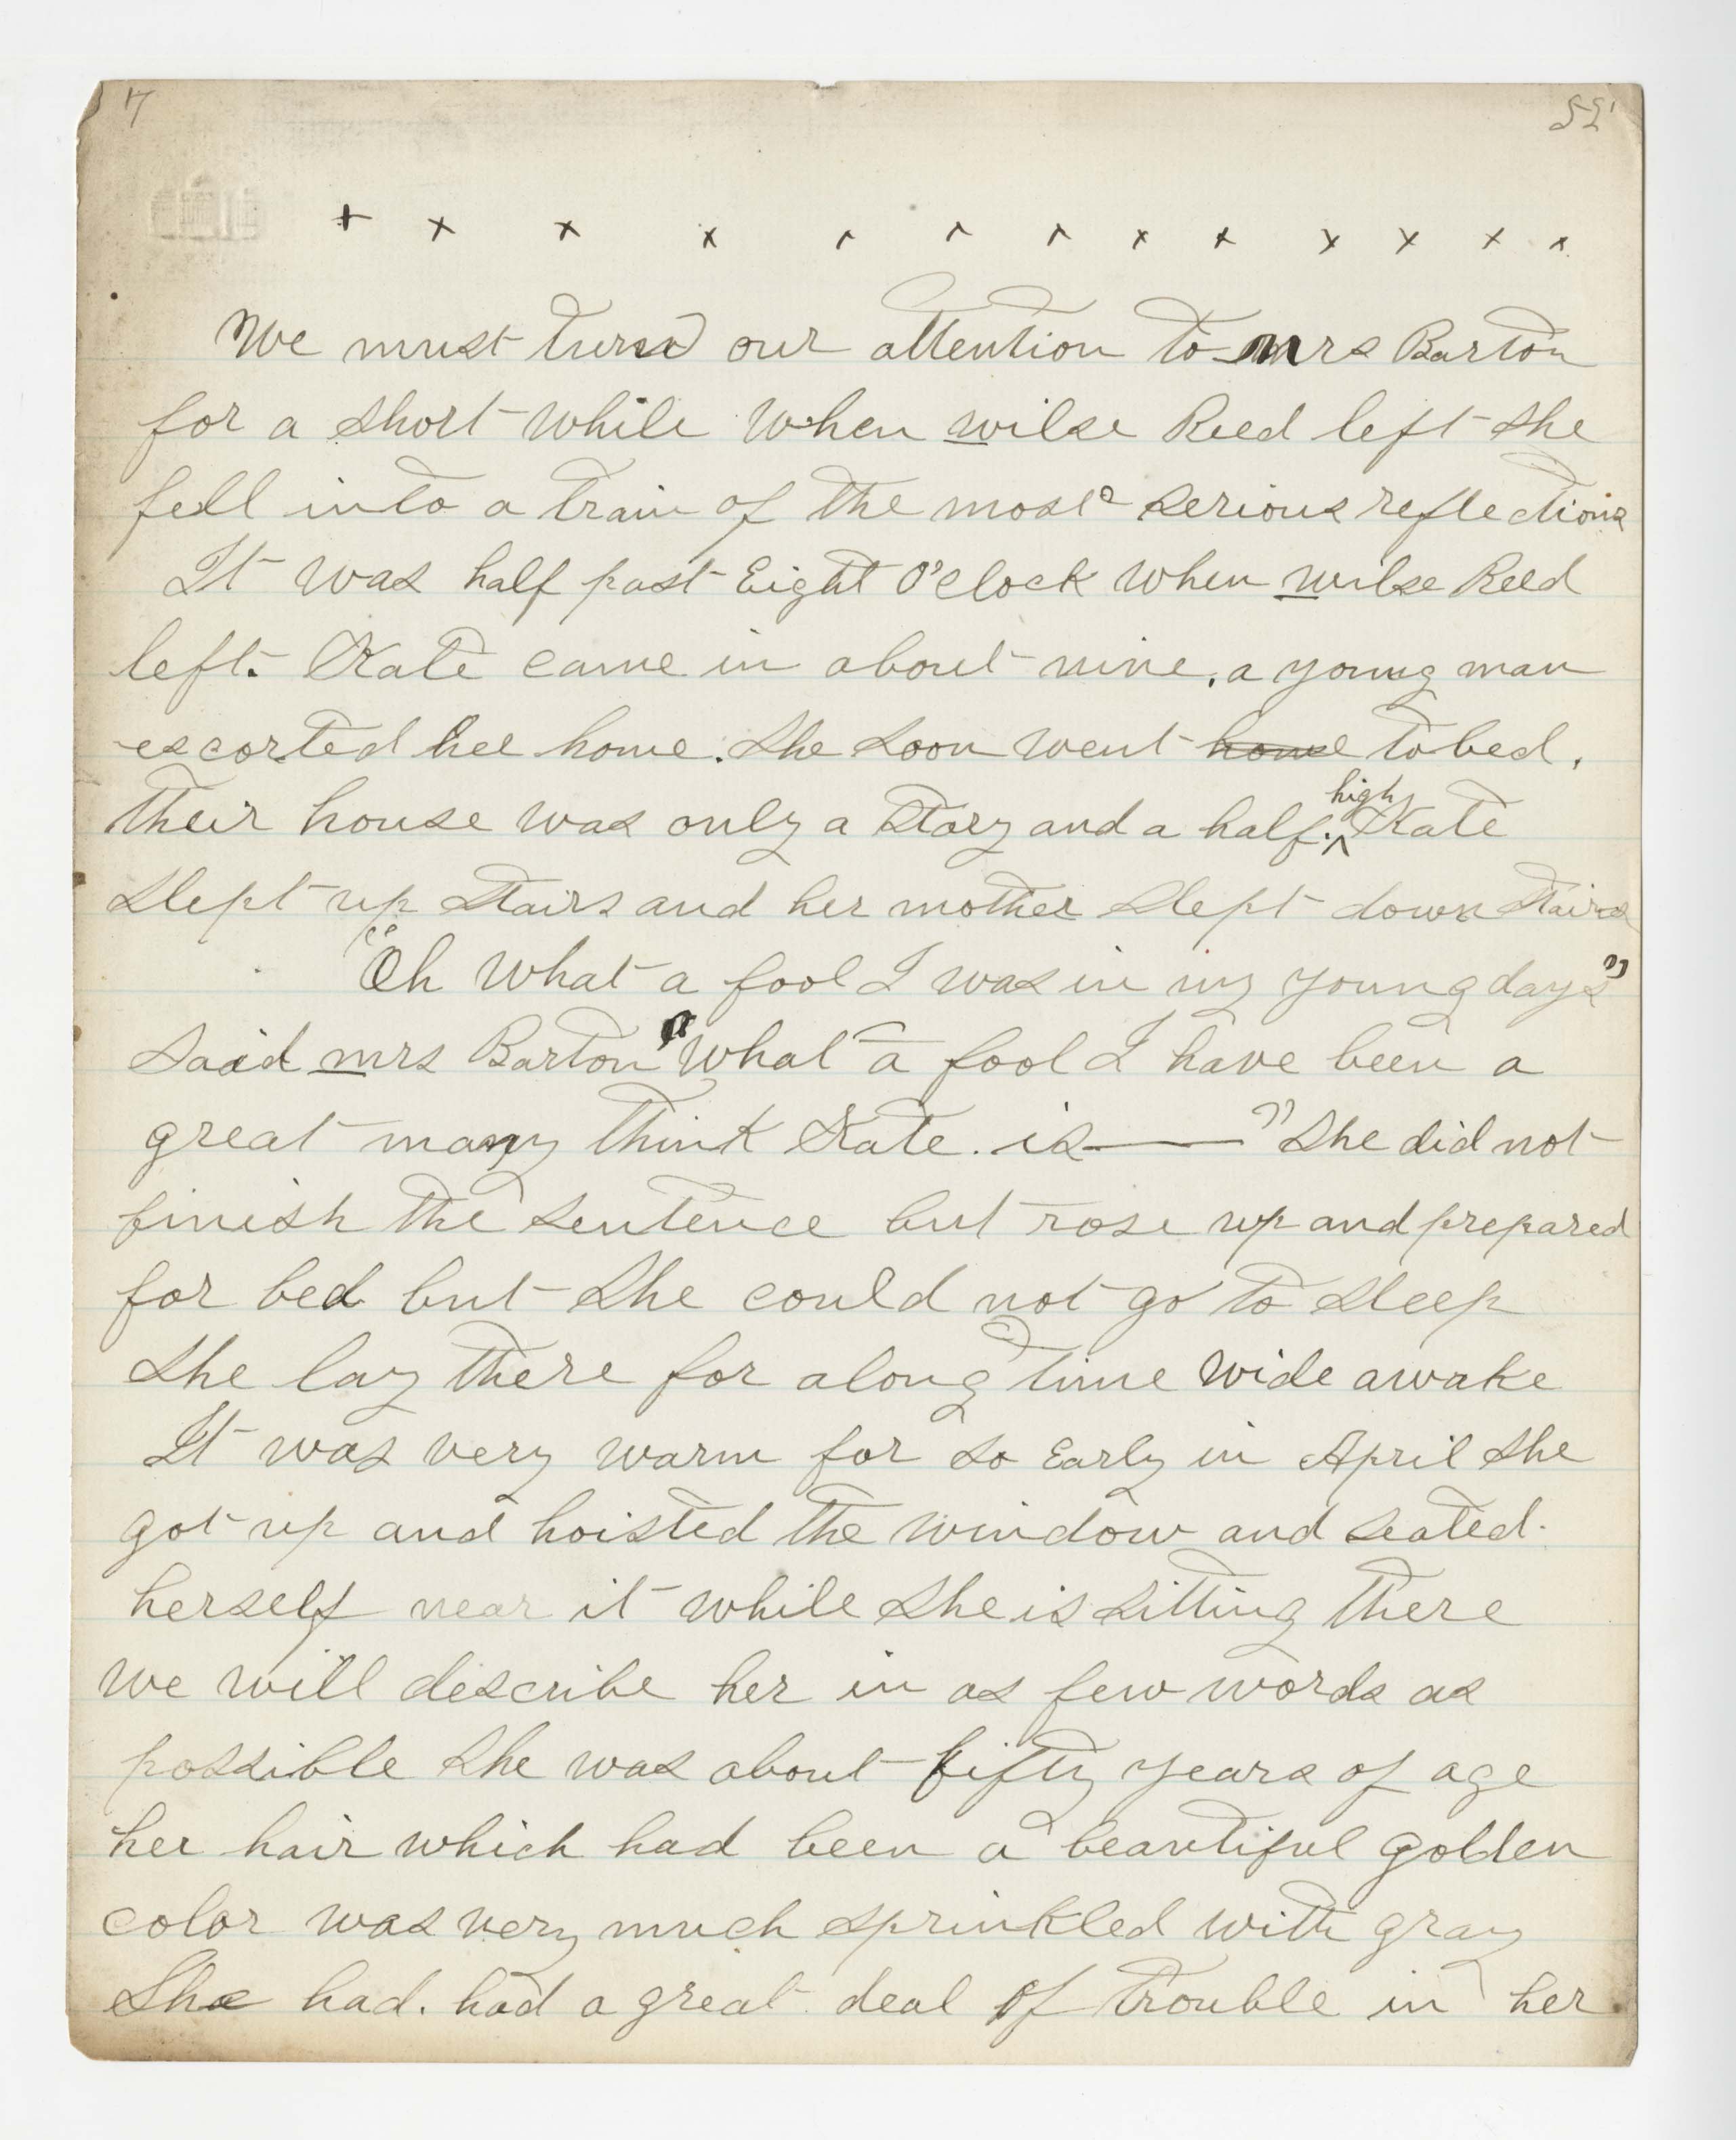 x x x x x x x x x x x x x
We must turn our attention to mrs Barton
for a short while When wilse Reed left she
fell into a train of the most serious reflections
It was half past Eight O'clock when wilse Reed
left. Kate came in about nine, a young man
escorted hee home. She soon went home to bed.
Their house was only a story and a half. high Kate
slept up stairs and her mother slept down stairs
"Oh what a fool I was in my young days"
Said mrs Barton "What a fool I have been a
great many think Kate. is—" She did not
finish the sentence but rose up and prepared
for bed but she could not go to sleep
She lay there for along time wide awake
It was very warm for so Early in April She
got up and hoisted the window and seated
herself near it while she is sitting there
we will describe her in as few words as
possible She was about fifty years of age
her hair which had been a beautiful golden
color was very much sprinkled with gray
She had. had a great deal of trouble in her